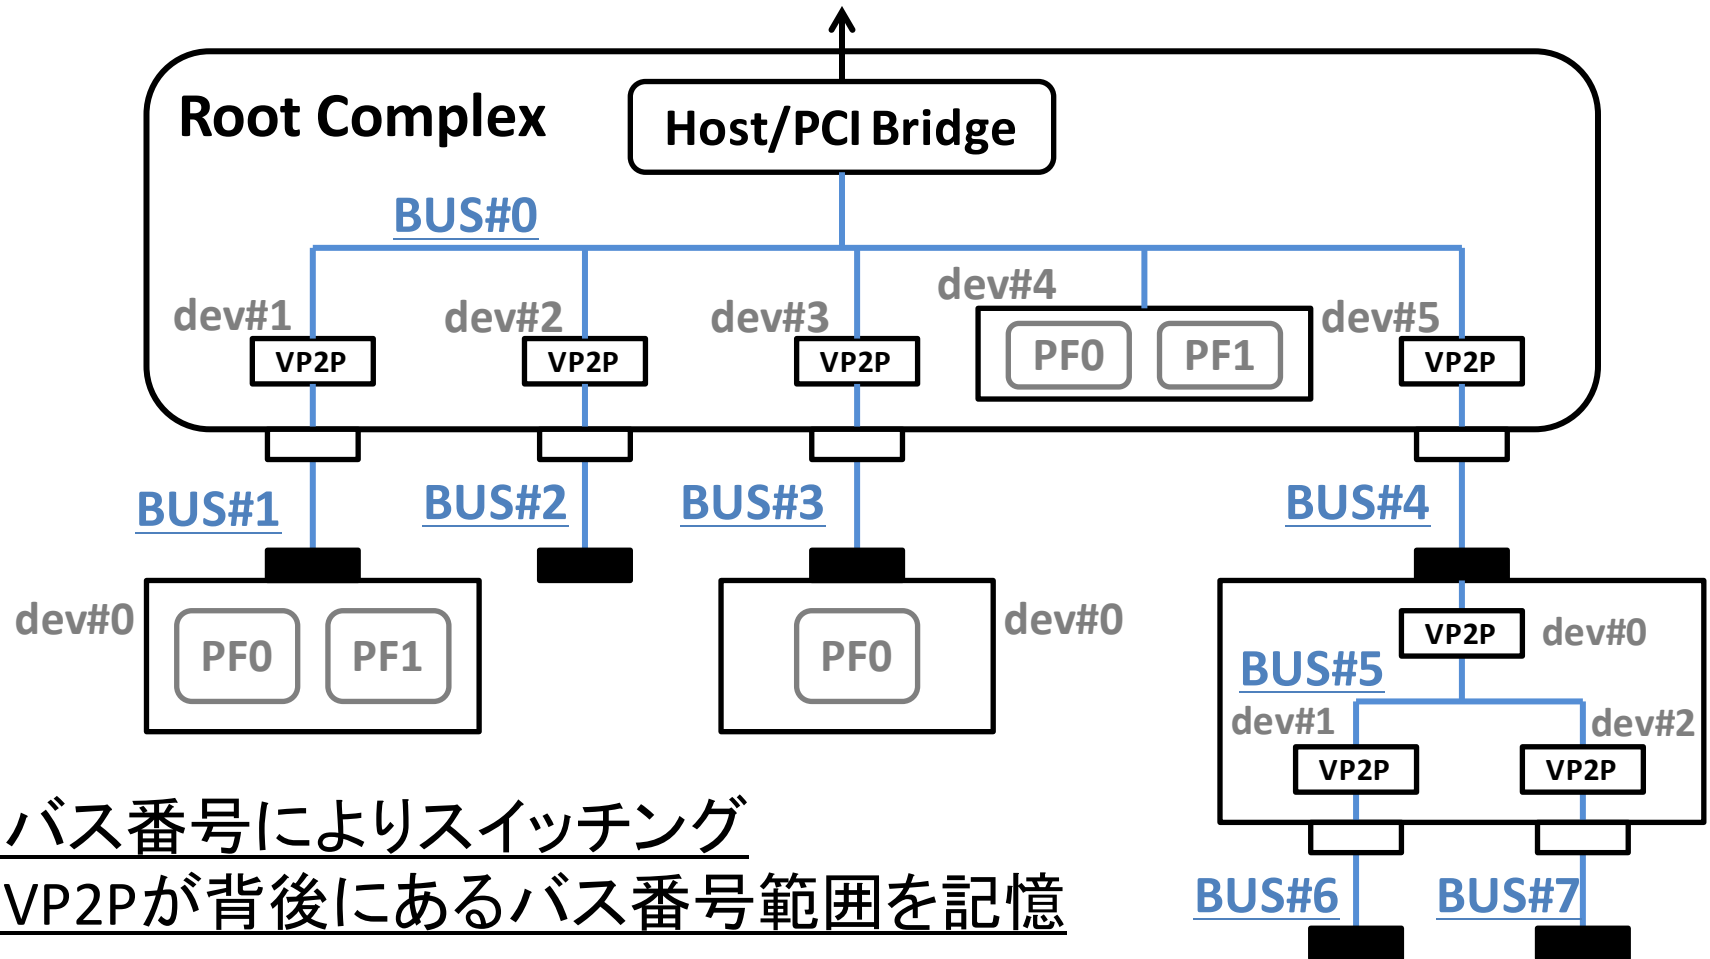 Root Complex
Host/PCI Bridge
BUS#0
dev#1
dev#2
dev#3
dev#4
dev#5
VP2P
VP2P
VP2P
PF0
PF1
VP2P
BUS#1
BUS#2
BUS#3
BUS#4
dev#0
PF0
PF1
PF0
dev#0
VP2P
dev#0
BUS#5
dev#1
dev#2
VP2P
VP2P
バス番号によりスイッチング
VP2Pが背後にあるバス番号範囲を記憶
BUS#6
BUS#7